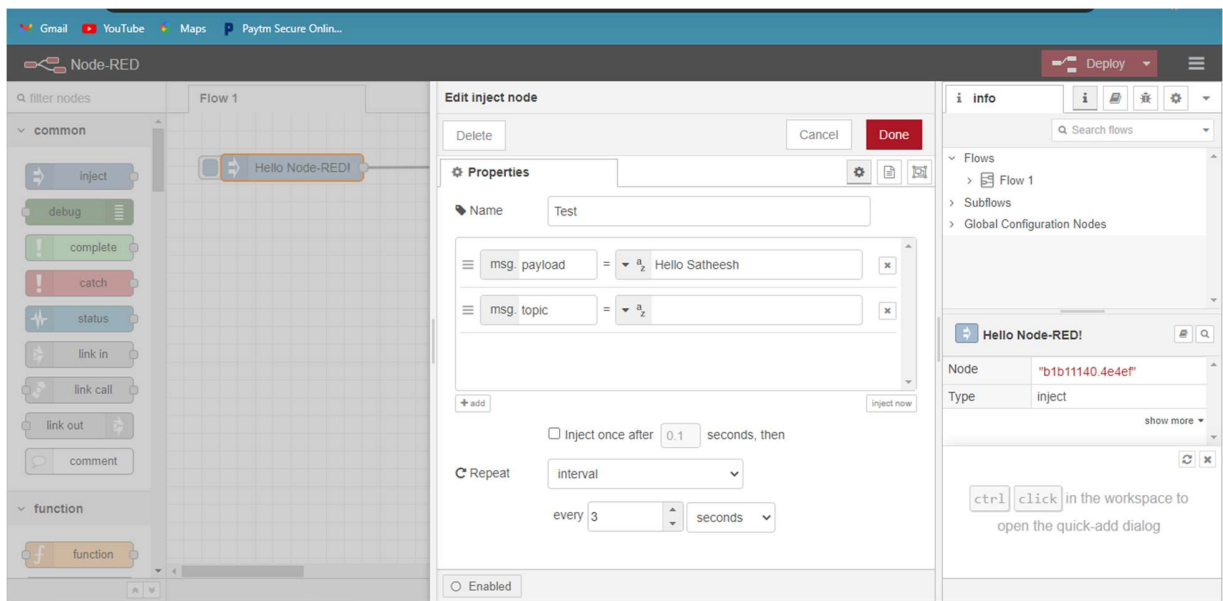 Gmail YouTube Maps Paytm Secure Onlin...
Node-RED Deploy
filter nodes
common
inject
debug
complete
catch
status
link in
link call
link out
comment
function
function
Flow 1
Hello Node-RED!
Edit inject node
Delete Cancel Done
Properties
Name Test
msg. payload = a z Hello Satheesh
msg. topic = a z
add inject now
Inject once after 0.1 seconds, then
Repeat interval
every 3 seconds
Enabled
i info i
Search flows
Flows
Flow 1
Subflows
Global Configuration Nodes
Hello Node-RED!
Node "b1b11140.4e4ef"
Type inject
show more
ctrl click in the workspace to
open the quick-add dialog